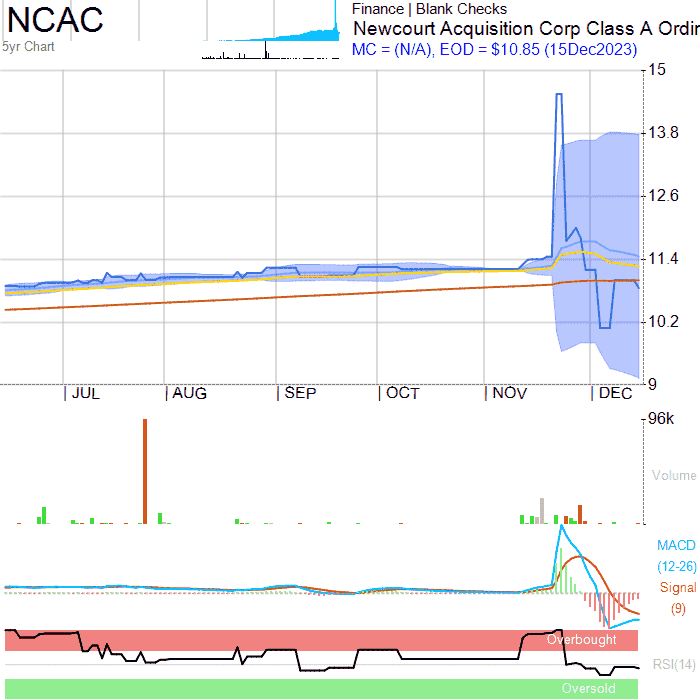 NCAC
5yr Chart
Finance | Blank Checks
Newcourt Acquisition Corp Class A Ordir
MC = (N/A), EOD = $10.85 (15Dec2023)
15
13.8
12.6
11.4
10.2
9
JUL AUG SEP OCT NOV DEC
96k
Volume
MACD
(12-26)
Signal
(9)
Overbought
RSI(14)
Oversold